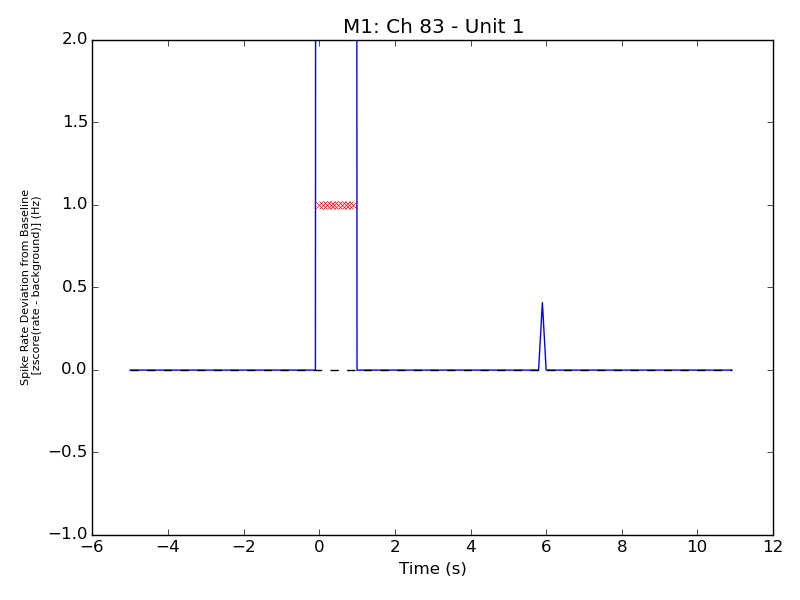 M1: Ch 83 - Unit 1
2.0
1.5
1.0
0.5
0.0
−0.5
−1.0
Spike Rate Deviation from Baseline
[zscore(rate - background)] (Hz)
−6 −4 −2 0 2 4 6 8 10 12
Time (s)